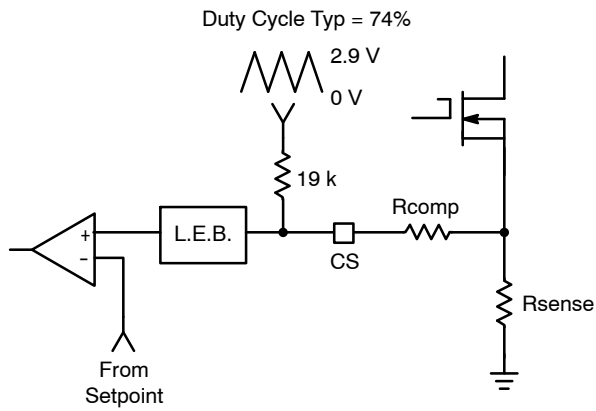 Duty Cycle Typ = 74%
2.9 V
0 V
19 k
Rcomp
L.E.B.
+
−
CS
Rsense
From
Setpoint